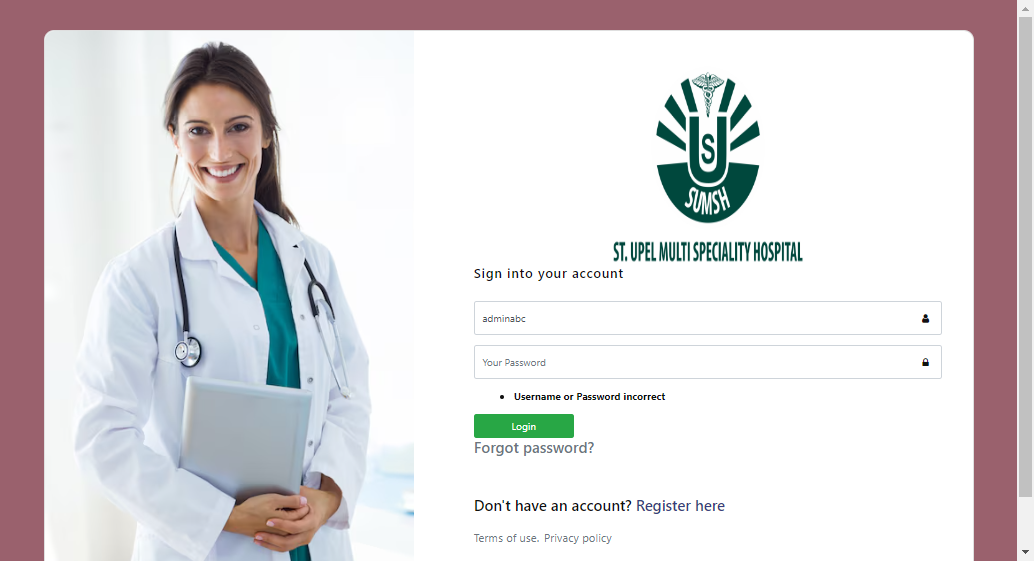 U
S
SUMSH
ST. UPEL MULTI SPECIALITY HOSPITAL
Sign into your account
adminabc
Your Password
Username or Password incorrect
Login
Forgot password?
Don't have an account? Register here
Terms of use. Privacy policy